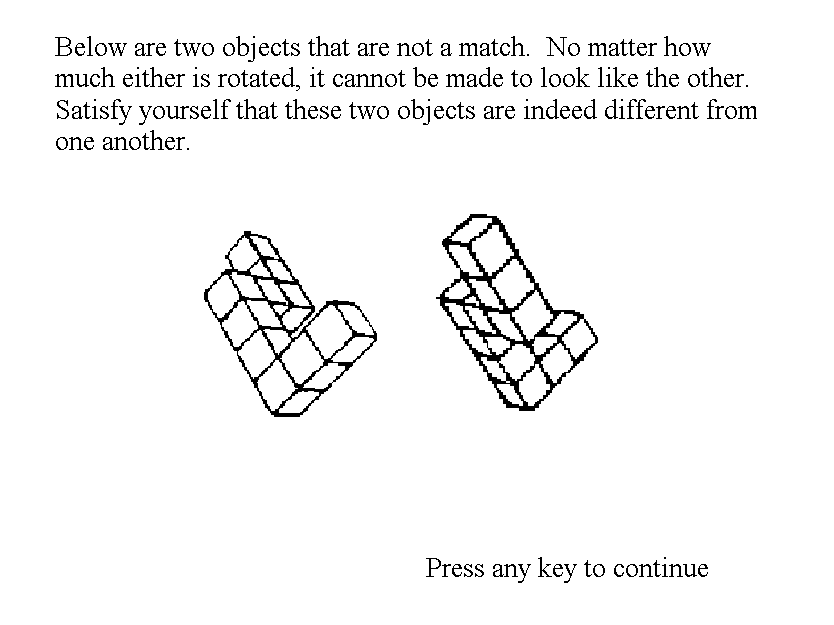 Below are two objects that are not a match.  No matter how
much either is rotated, it cannot be made to look like the other.
Satisfy yourself that these two objects are indeed different from
one another.
Press any key to continue